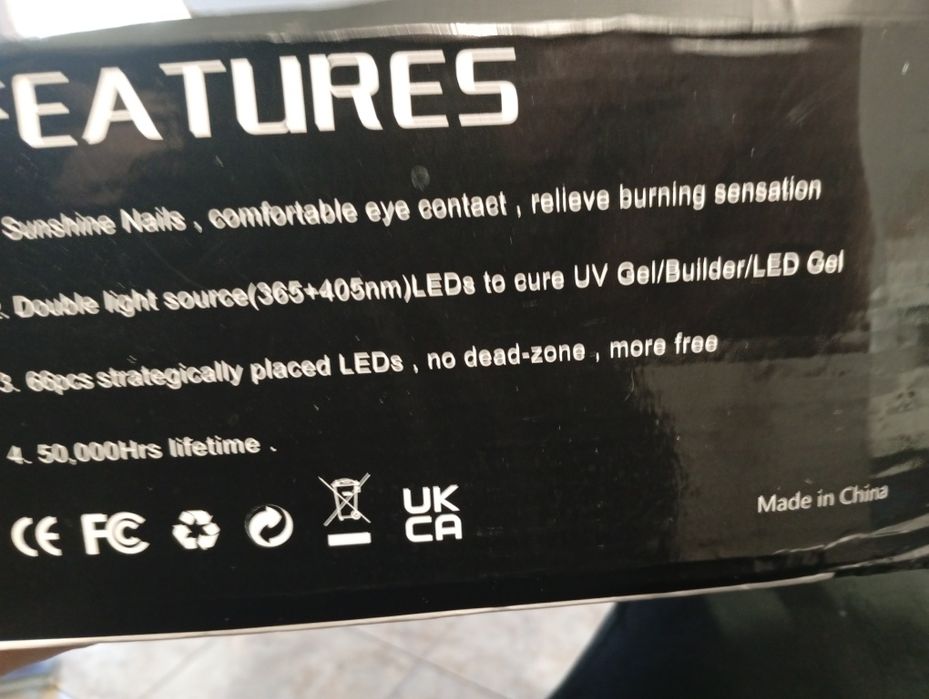 FEATURES
Sunshine Nails , comfortable eye contact , relieve burning sensation
2. Double light source(365+405nm)LEDs to cure UV Gel/Builder/LED Gel
3. 66pcs strategically placed LEDs , no dead-zone , more free
4. 50,000Hrs lifetime .
CE FC UK
CA
Made in China